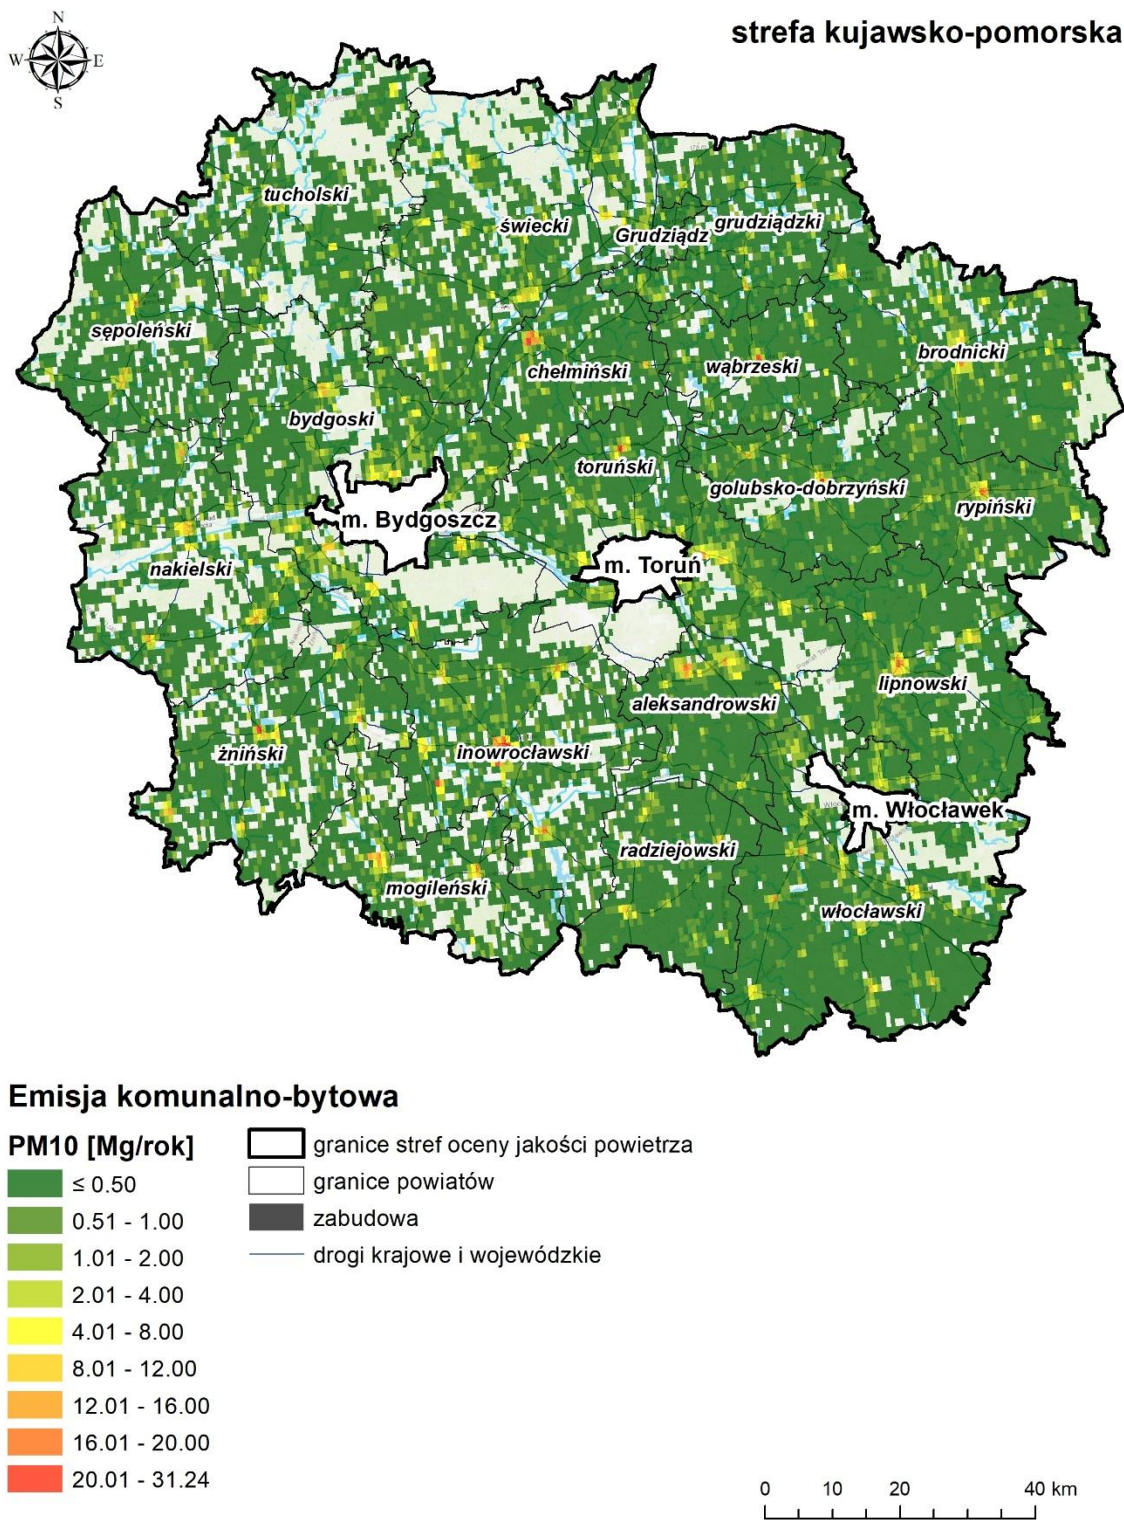 strefa kujawsko-pomorska
N
W E
S
tucholski
świecki
Grudziądz
grudziądzki
sępoleński
chełmiński
wąbrzeski
brodnicki
bydgoski
toruński
golubsko-dobrzyński
rypiński
m. Bydgoszcz
nakielski
m. Toruń
aleksandrowski
lipnowski
żniński
inowrocławski
m. Włocławek
radziejowski
mogileński
włocławski
Emisja komunalno-bytowa
PM10 [Mg/rok]
≤ 0.50
0.51 - 1.00
1.01 - 2.00
2.01 - 4.00
4.01 - 8.00
8.01 - 12.00
12.01 - 16.00
16.01 - 20.00
20.01 - 31.24
granice stref oceny jakości powietrza
granice powiatów
zabudowa
drogi krajowe i wojewódzkie
0 10 20 40 km